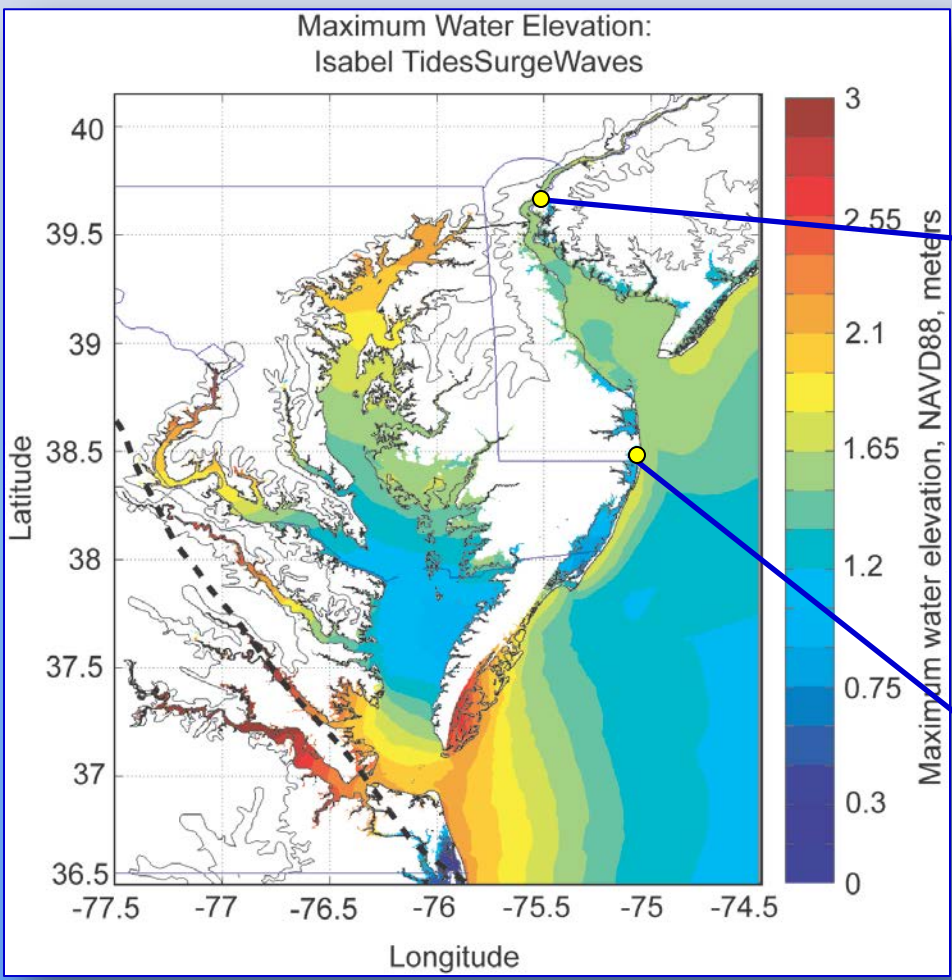 Maximum Water Elevation:
Isabel TidesSurgeWaves
Latitude
40
39.5
39
38.5
38
37.5
37
36.5
-77.5 -77 -76.5 -76 -75.5 -75 -74.5
Longitude
3
2.55
2.1
1.65
1.2
0.75
0.3
0
Maximum water elevation, NAVD88, meters